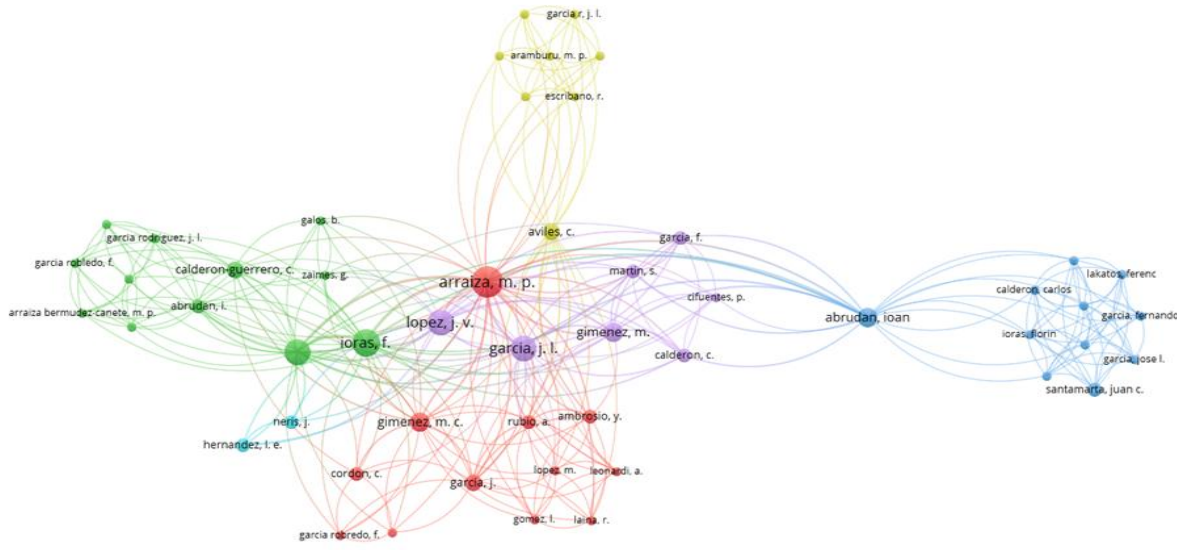 garcia r, j. l.
aramburu, m. p.
escribano, r.
aviles, c.
galos, b.
garcia rodriguez, j. l.
garcia robledo, f.
calderon-guerrero, c.
zaimes, g.
abrudan, i.
arraiza bermudez-canete, m. p.
arraiza, m. p.
garcia, f.
martin, s.
cifuentes, p.
lopez, j. v.
gimenez, m.
ioras, f.
garcia, j. l.
calderon, c.
abrudan, ioan
lakatos, ferenc
calderon, carlos
garcia, fernando
ioras, florin
garcia, jose l.
santamarta, juan c.
neris, j.
hernandez, l. e.
gimenez, m. c.
rubio, a.
ambrosio, y.
cordon, c.
garcia, j.
lopez, m.
leonardi, a.
gomez, l.
laina, r.
garcia robredo, f.